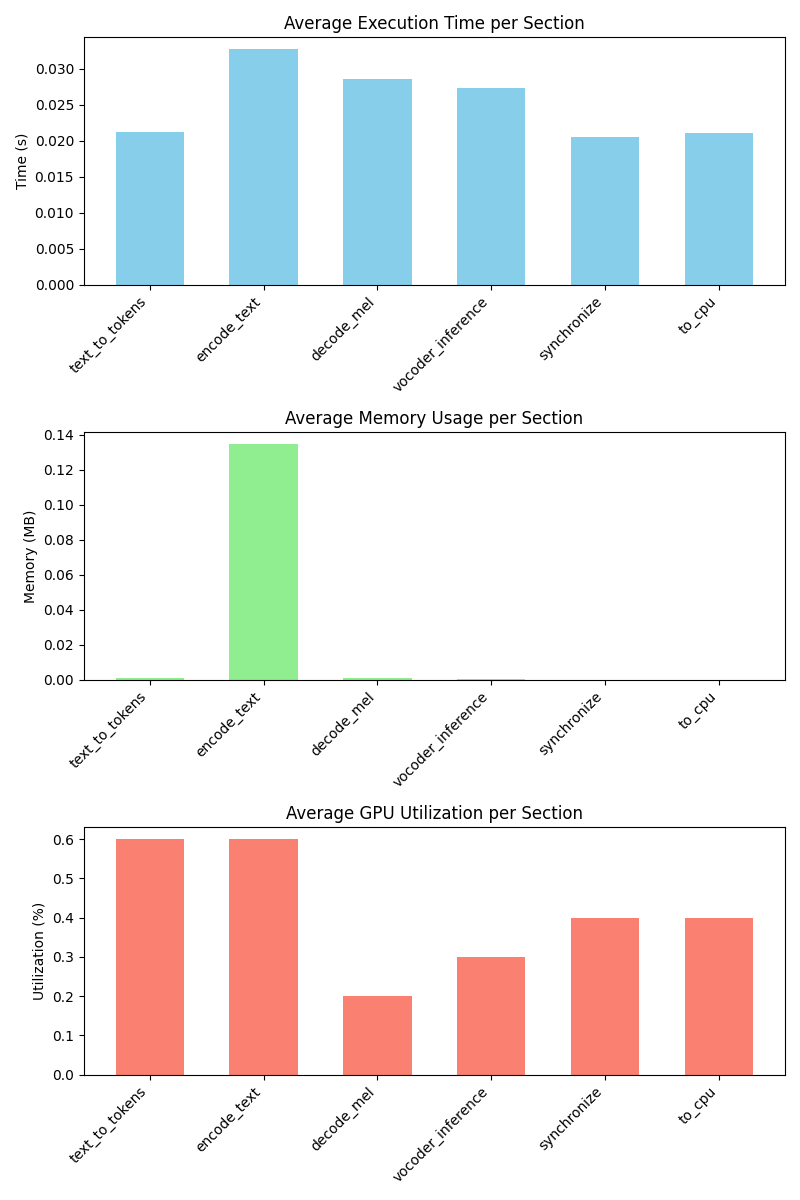 Average Execution Time per Section
Time (s)
0.030
0.025
0.020
0.015
0.010
0.005
0.000
text_to_tokens
encode_text
decode_mel
vocoder_inference
synchronize
to_cpu
Average Memory Usage per Section
Memory (MB)
0.14
0.12
0.10
0.08
0.06
0.04
0.02
0.00
text_to_tokens
encode_text
decode_mel
vocoder_inference
synchronize
to_cpu
Average GPU Utilization per Section
Utilization (%)
0.6
0.5
0.4
0.3
0.2
0.1
0.0
text_to_tokens
encode_text
decode_mel
vocoder_inference
synchronize
to_cpu